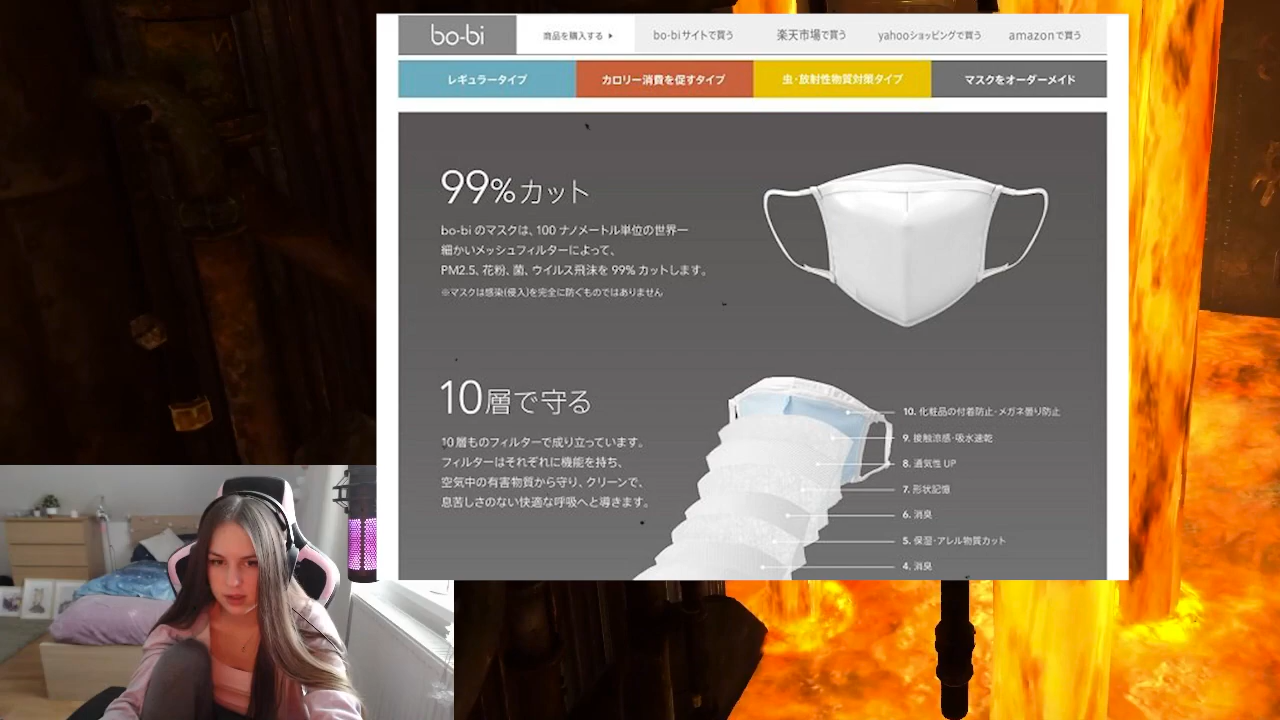 bo-bi
商品を購入する ▶
bo-biサイトで買う
楽天市場で買う
yahooショッピングで買う
amazonで買う
レギュラータイプ
カロリー消費を促すタイプ
虫・放射性物質対策タイプ
マスクをオーダーメイド
99%カット
bo-bi のマスクは、100 ナノメートル単位の世界一
細かいメッシュフィルターによって、
PM2.5、花粉、菌、ウイルス飛沫を 99% カットします。
※マスクは感染(侵入)を完全に防ぐものではありません
10層で守る
10 層ものフィルターで成り立っています。
フィルターはそれぞれに機能を持ち、
空気中の有害物質から守り、クリーンで、
息苦しさのない快適な呼吸へと導きます。
10. 化粧品の付着防止・メガネ曇り防止
9. 接触涼感・吸水速乾
8. 通気性 UP
7. 形状記憶
6. 消臭
5. 保湿・アレル物質カット
4. 消臭